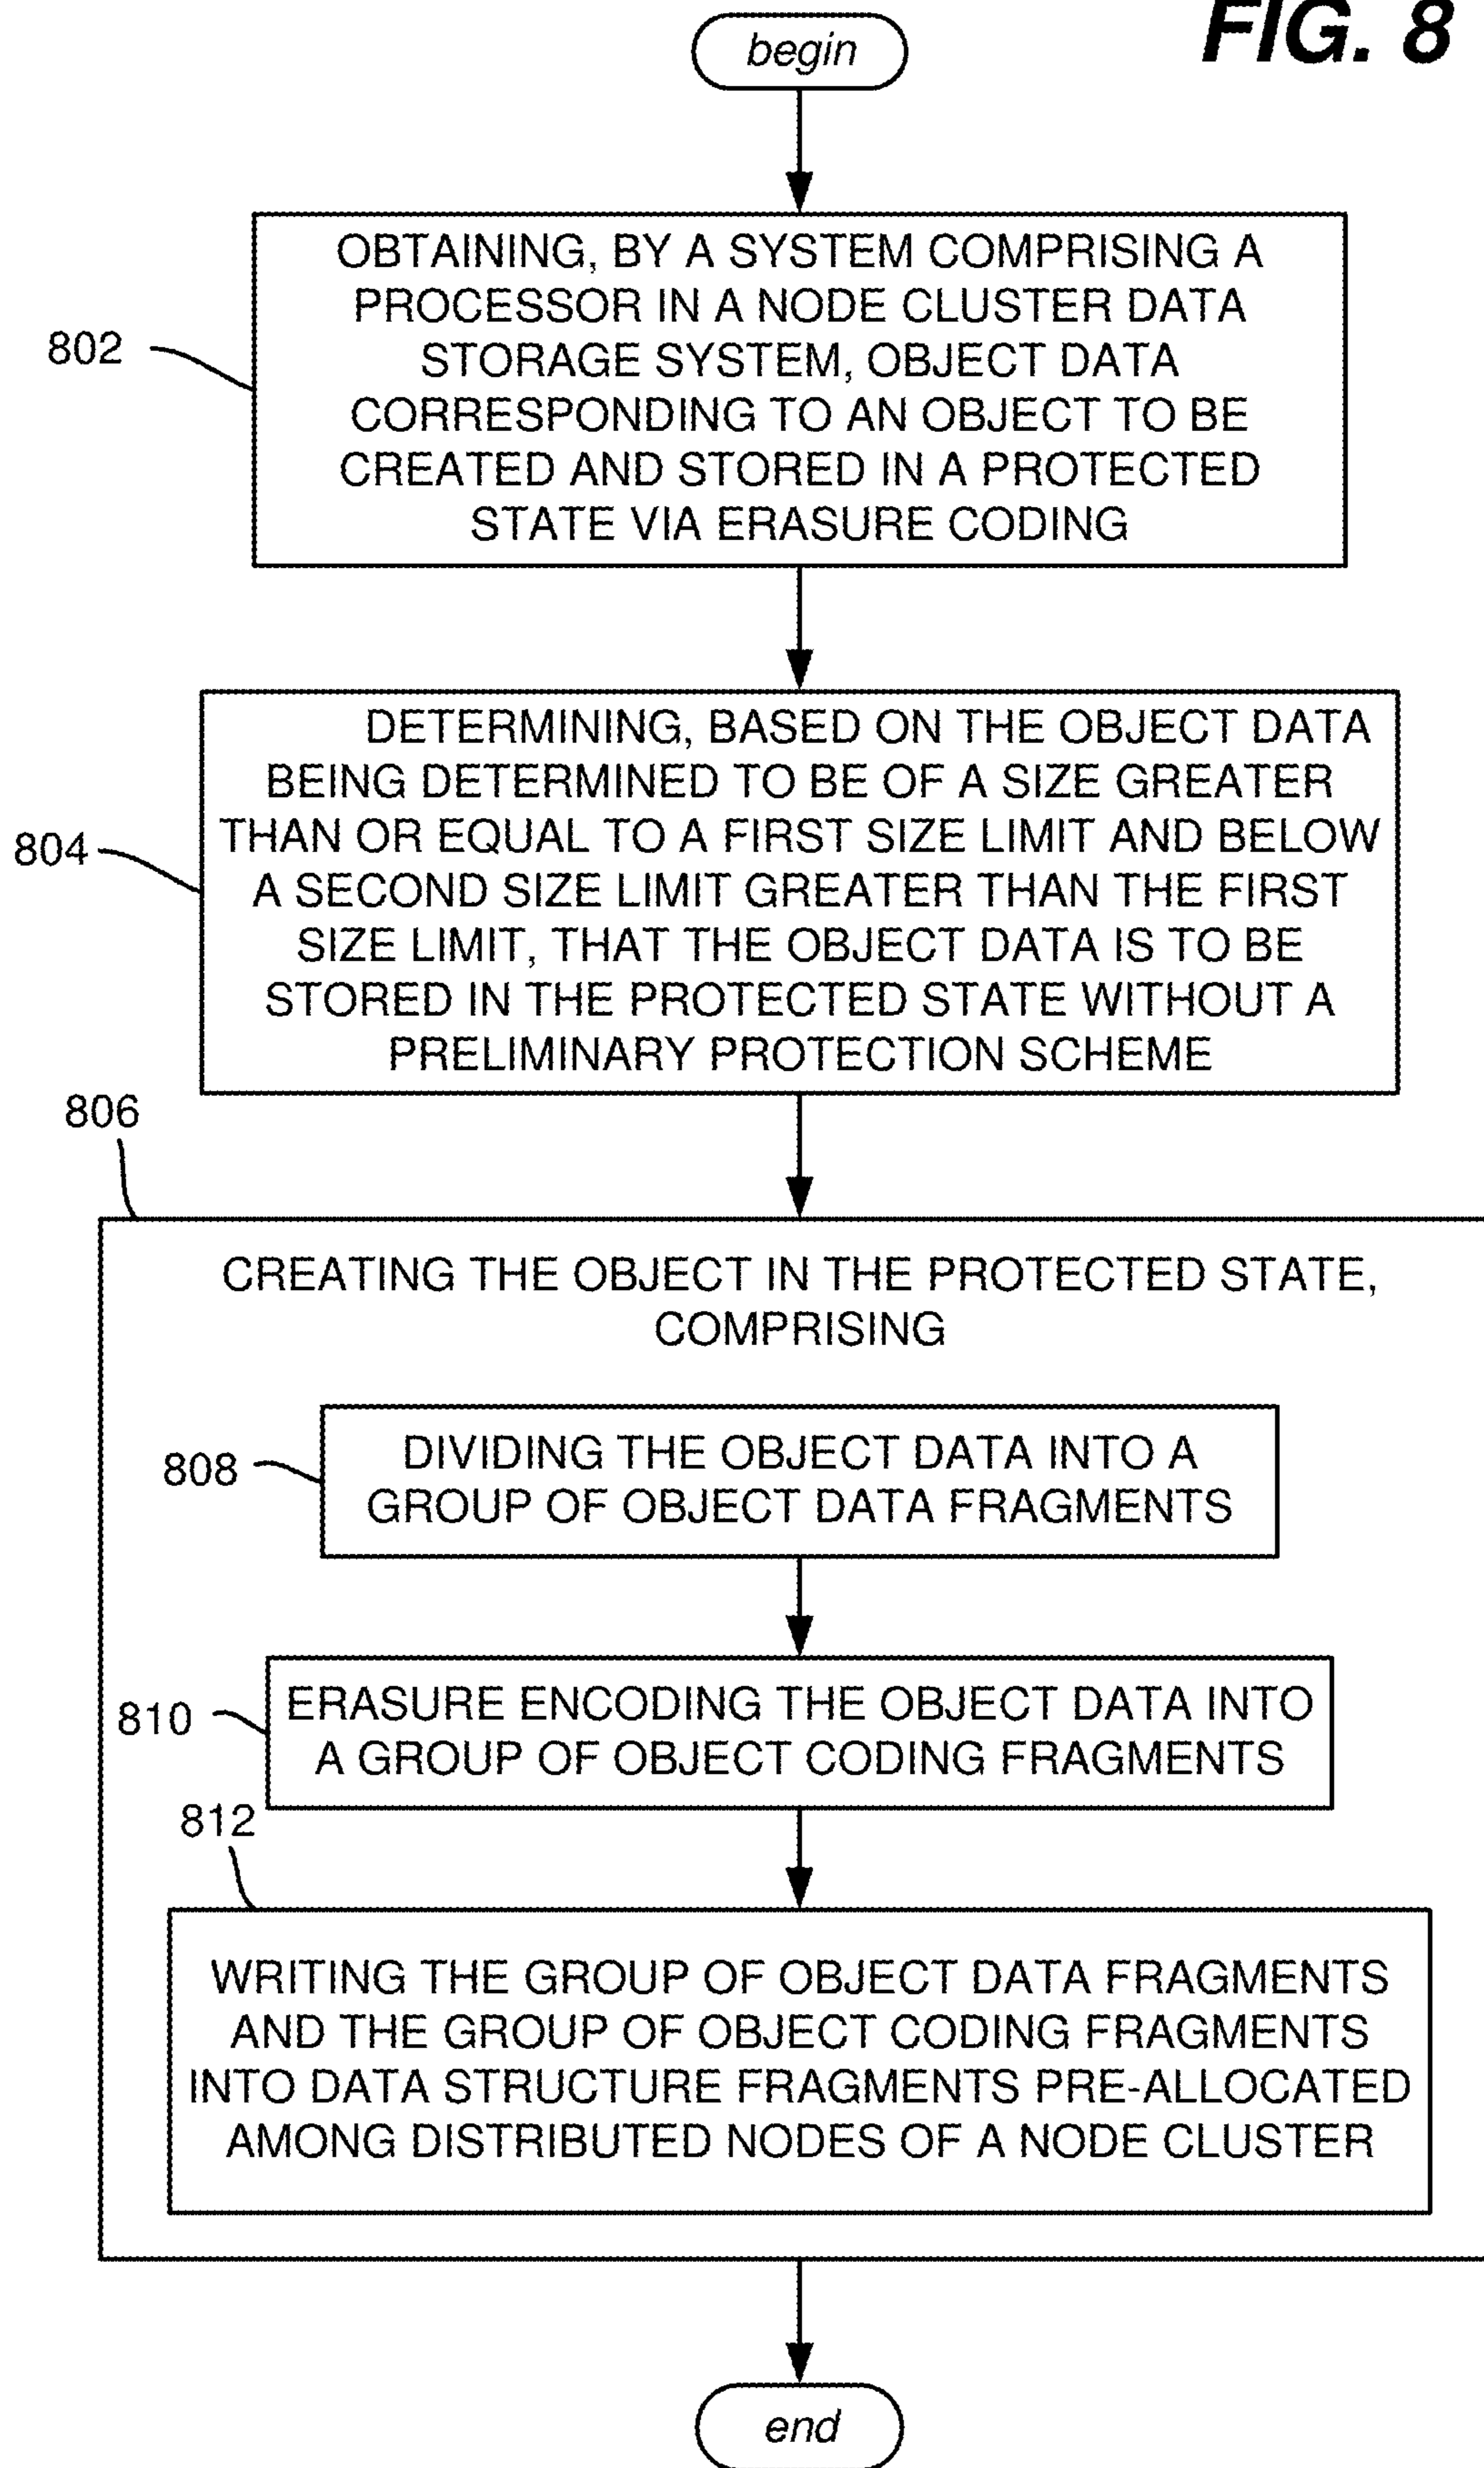 FIG. 8
begin
802
OBTAINING, BY A SYSTEM COMPRISING A
PROCESSOR IN A NODE CLUSTER DATA
STORAGE SYSTEM, OBJECT DATA
CORRESPONDING TO AN OBJECT TO BE
CREATED AND STORED IN A PROTECTED
STATE VIA ERASURE CODING
804
DETERMINING, BASED ON THE OBJECT DATA
BEING DETERMINED TO BE OF A SIZE GREATER
THAN OR EQUAL TO A FIRST SIZE LIMIT AND BELOW
A SECOND SIZE LIMIT GREATER THAN THE FIRST
SIZE LIMIT, THAT THE OBJECT DATA IS TO BE
STORED IN THE PROTECTED STATE WITHOUT A
PRELIMINARY PROTECTION SCHEME
806
CREATING THE OBJECT IN THE PROTECTED STATE,
COMPRISING
808
DIVIDING THE OBJECT DATA INTO A
GROUP OF OBJECT DATA FRAGMENTS
810
ERASURE ENCODING THE OBJECT DATA INTO
A GROUP OF OBJECT CODING FRAGMENTS
812
WRITING THE GROUP OF OBJECT DATA FRAGMENTS
AND THE GROUP OF OBJECT CODING FRAGMENTS
INTO DATA STRUCTURE FRAGMENTS PRE-ALLOCATED
AMONG DISTRIBUTED NODES OF A NODE CLUSTER
end